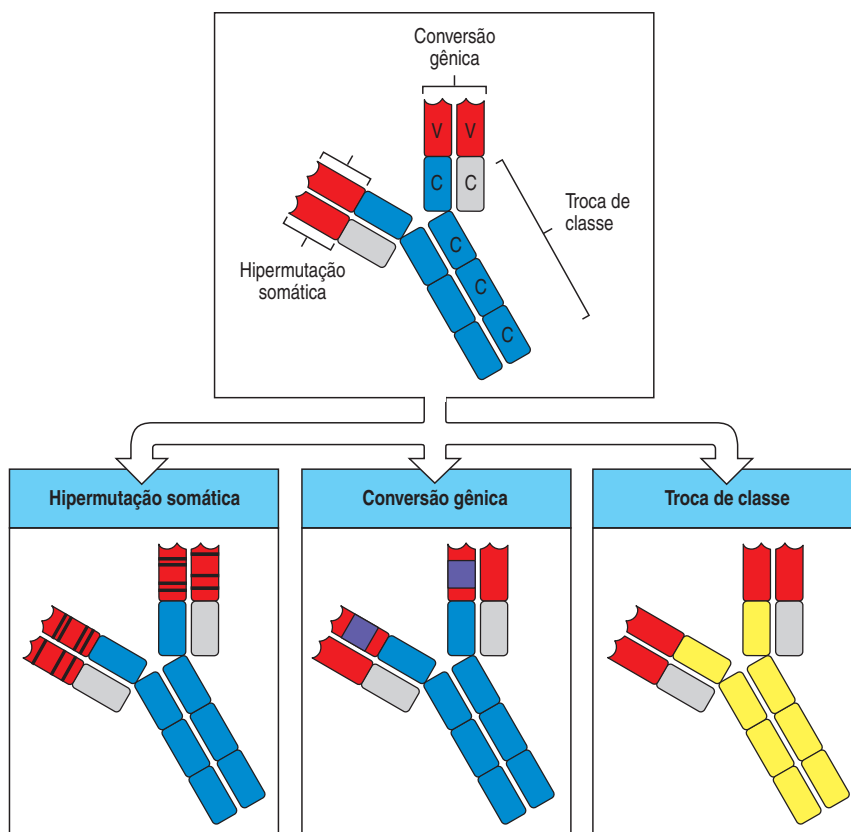 Conversão
gênica
V V
C C
Troca de
classe
C
C
C
Hipermutação
somática
Hipermutação somática
Conversão gênica
Troca de classe